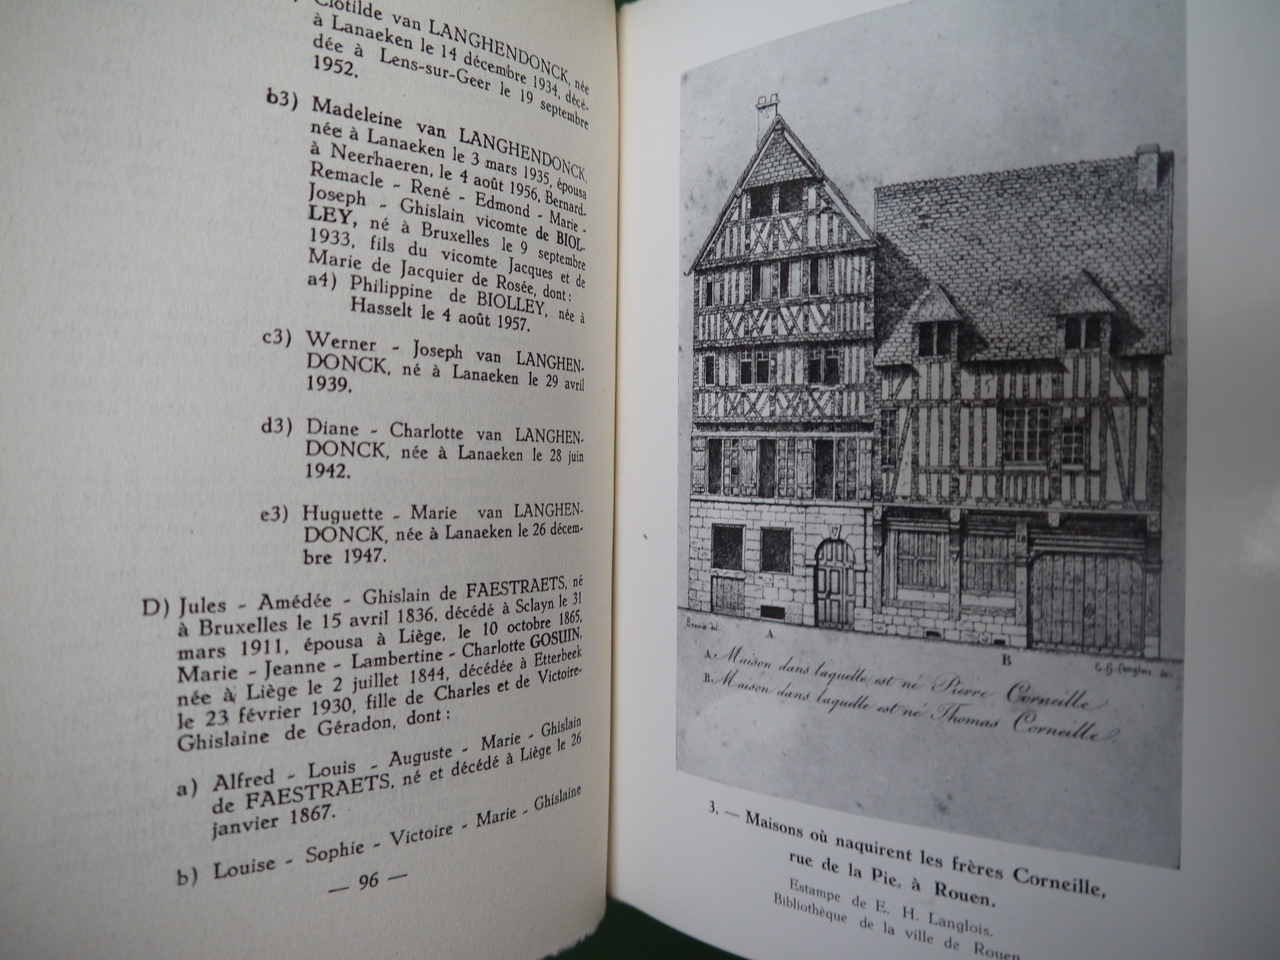 Clotilde van LANGHENDONCK, née
à Lanaeken le 14 décembre 1934, décé-
dée à Lens-sur-Geer le 19 septembre
1952.
b3) Madeleine van LANGHENDONCK,
née à Lanaeken le 3 mars 1935, épousa
à Neerhaeren, le 4 août 1956, Bernard-
Remacle - René - Edmond - Marie -
Joseph - Ghislain vicomte de BIOL-
LEY, né à Bruxelles le 9 septembre
1933, fils du vicomte Jacques et de
Marie de Jacquier de Rosée, dont :
a4) Philippine de BIOLLEY, née à
Hasselt le 4 août 1957.
c3) Werner - Joseph van LANGHEN-
DONCK, né à Lanaeken le 29 avril
1939.
d3) Diane - Charlotte van LANGHEN-
DONCK, née à Lanaeken le 28 juin
1942.
e3) Huguette - Marie van LANGHEN-
DONCK, née à Lanaeken le 26 décem-
bre 1947.
D) Jules - Amédée - Ghislain de FAESTRAETS, né
à Bruxelles le 15 avril 1836, décédé à Sclayn le 31
mars 1911, épousa à Liège, le 10 octobre 1865,
Marie - Jeanne - Lambertine - Charlotte GOSUIN,
née à Liège le 2 juillet 1844, décédée à Etterbeek
le 23 février 1930, fille de Charles et de Victoire-
Ghislaine de Géradon, dont :
a) Alfred - Louis - Auguste - Marie - Ghislain
de FAESTRAETS, né et décédé à Liège le 26
janvier 1867.
b) Louise - Sophie - Victoire - Marie - Ghislaine
— 96 —
17
A
B
del.
A. Maison dans laquelle est né Pierre Corneille
B. Maison dans laquelle est né Thomas Corneille.
3. — Maisons où naquirent les frères Corneille,
rue de la Pie, à Rouen.
Estampe de E. H. Langlois.
Bibliothèque de la ville de Rouen